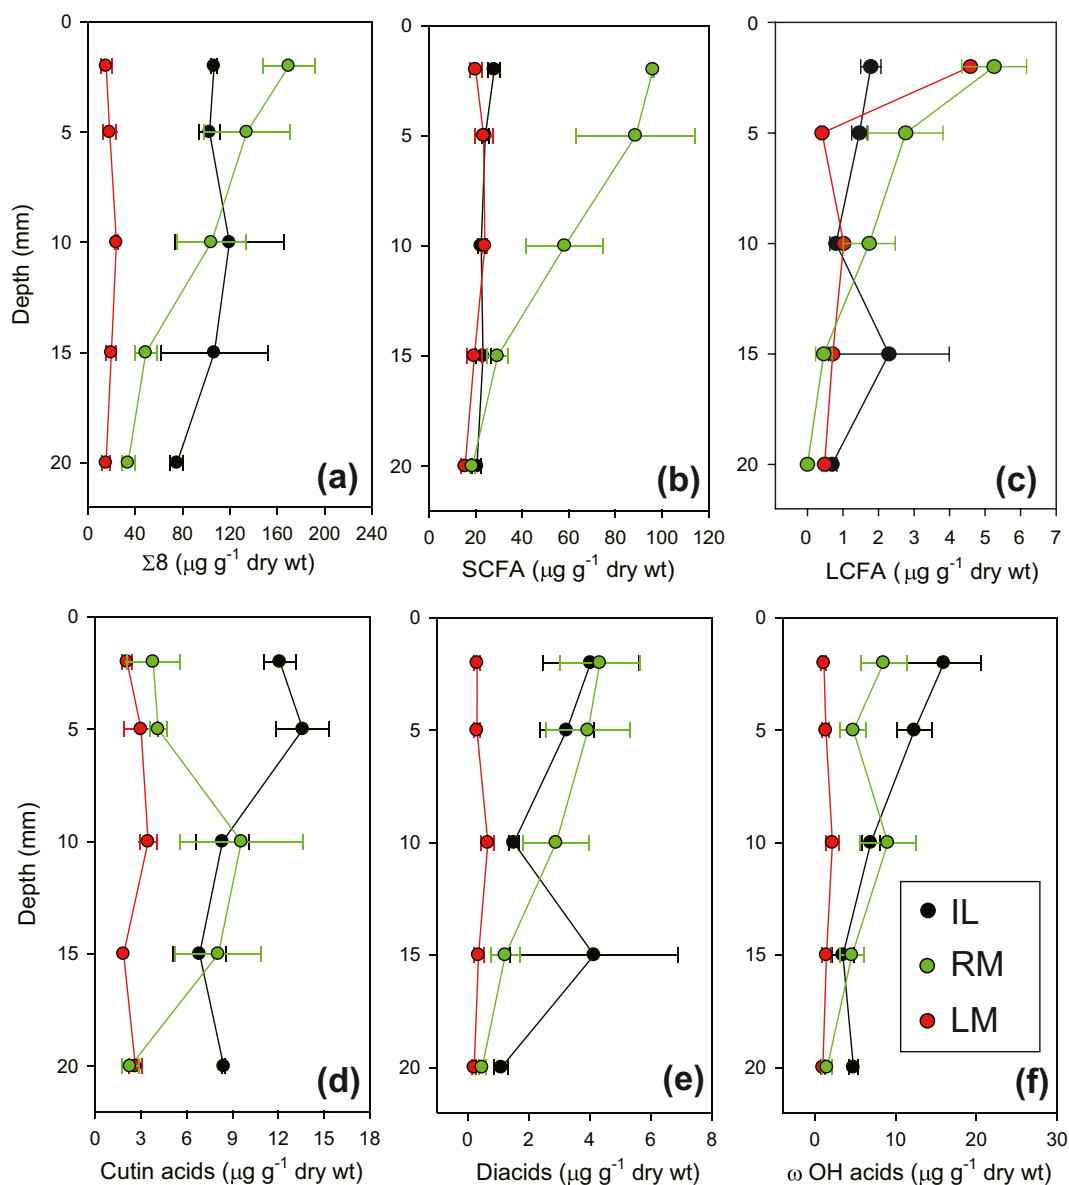 0
5
10
15
20
Depth (mm)
(a)
0 40 80 120 160 200 240
Σ8 (μg g⁻¹ dry wt)
0
5
10
15
20
(b)
0 20 40 60 80 100 120
SCFA (μg g⁻¹ dry wt)
0
5
10
15
20
(c)
0 1 2 3 4 5 6 7
LCFA (μg g⁻¹ dry wt)
0
5
10
15
20
Depth (mm)
(d)
0 3 6 9 12 15 18
Cutin acids (μg g⁻¹ dry wt)
0
5
10
15
20
(e)
0 2 4 6 8
Diacids (μg g⁻¹ dry wt)
0
5
10
15
20
IL
RM
LM
(f)
0 10 20 30
ω OH acids (μg g⁻¹ dry wt)